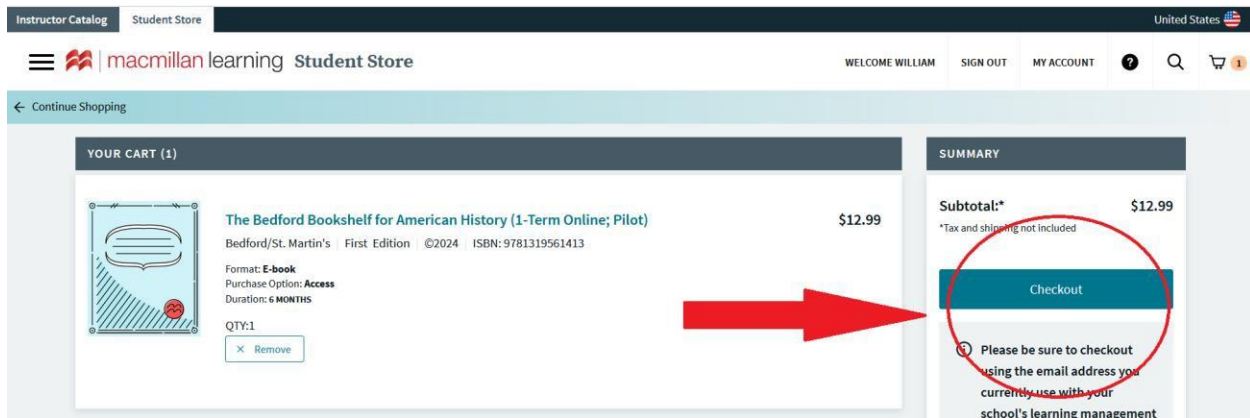 Instructor Catalog Student Store United States
macmillan learning Student Store WELCOME WILLIAM SIGN OUT MY ACCOUNT ? 1
← Continue Shopping
YOUR CART (1)
The Bedford Bookshelf for American History (1-Term Online; Pilot) $12.99
Bedford/St. Martin's | First Edition | ©2024 | ISBN: 9781319561413
Format: E-book
Purchase Option: Access
Duration: 6 MONTHS
QTY:1
× Remove
SUMMARY
Subtotal:* $12.99
*Tax and shipping not included
Checkout
Please be sure to checkout
using the email address you
currently use with your
school's learning management